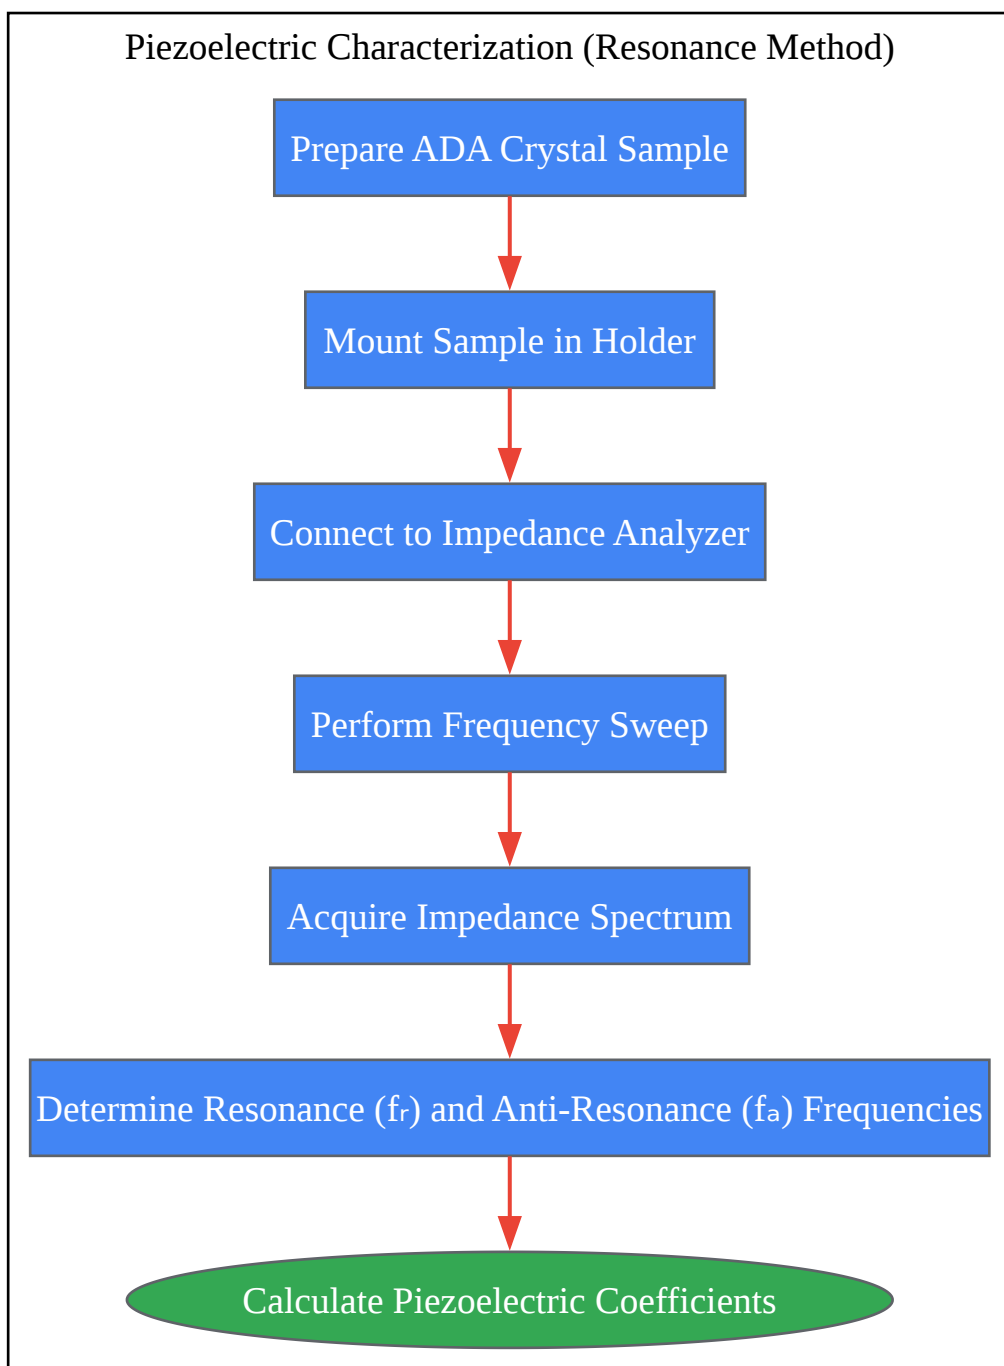 Piezoelectric Characterization (Resonance Method)
Prepare ADA Crystal Sample
Mount Sample in Holder
Connect to Impedance Analyzer
Perform Frequency Sweep
Acquire Impedance Spectrum
Determine Resonance (fᵣ) and Anti-Resonance (fₐ) Frequencies
Calculate Piezoelectric Coefficients